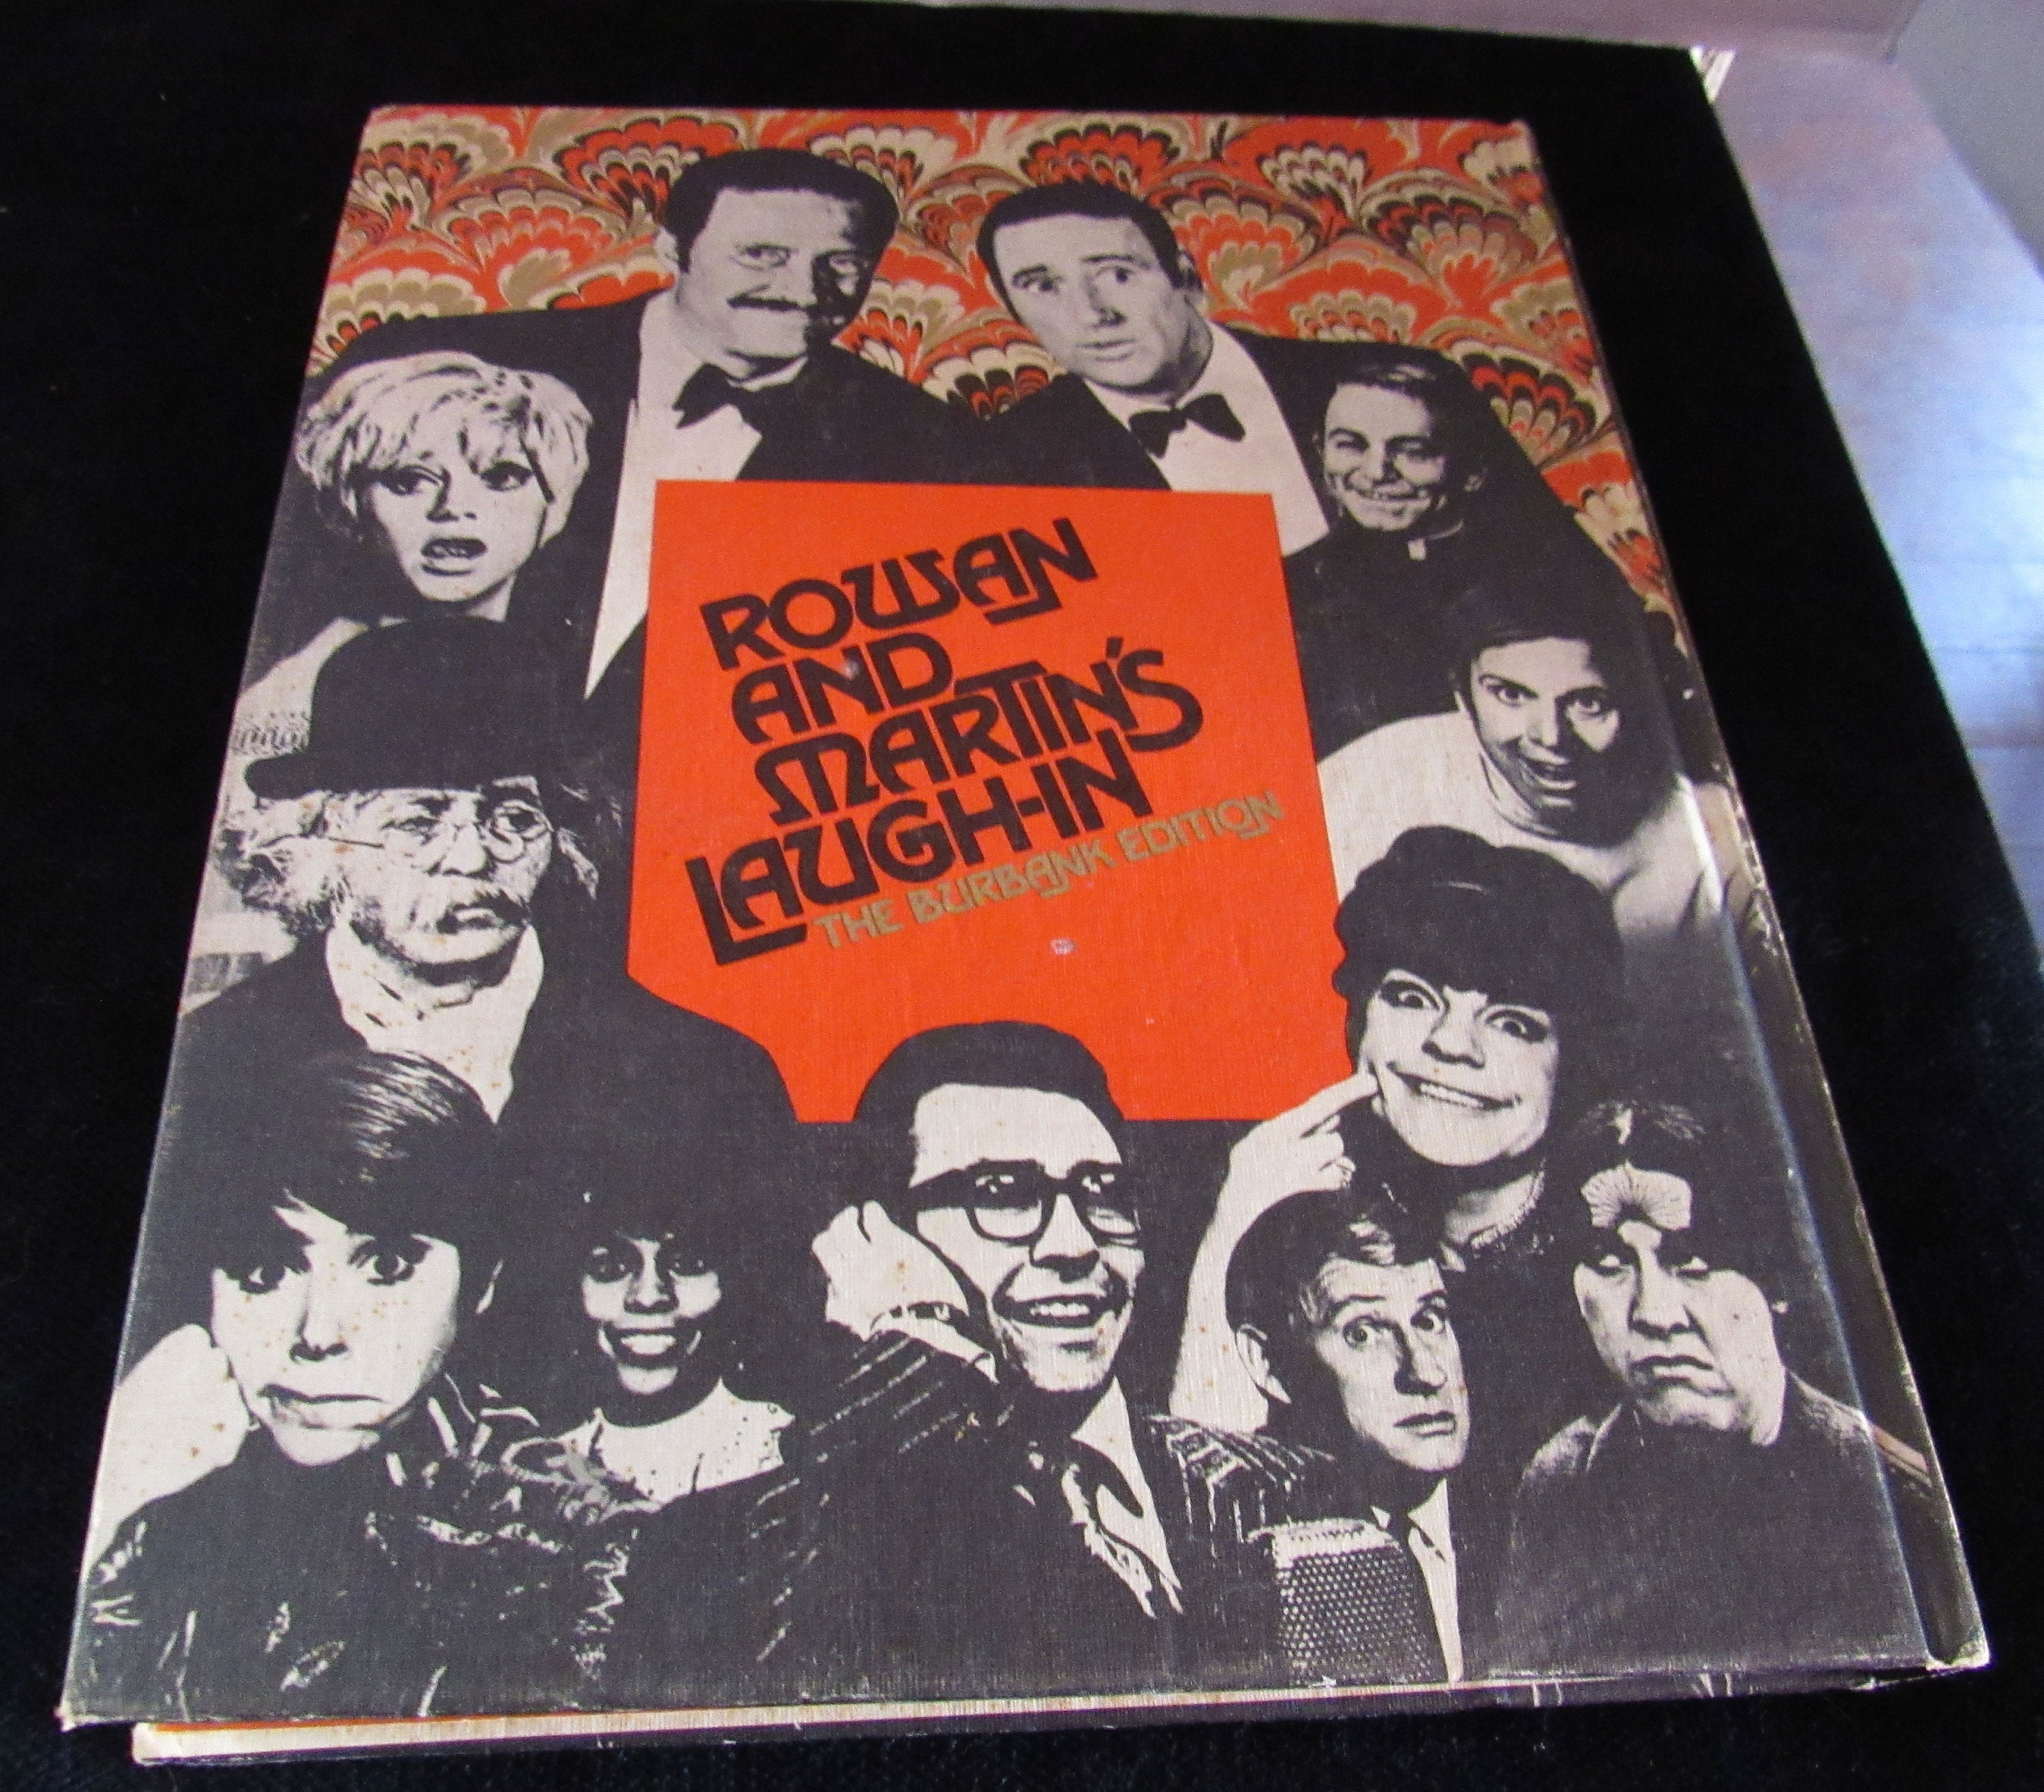 ROWAN
AND
MARTIN'S
LAUGH-IN
THE BURBANK EDITION